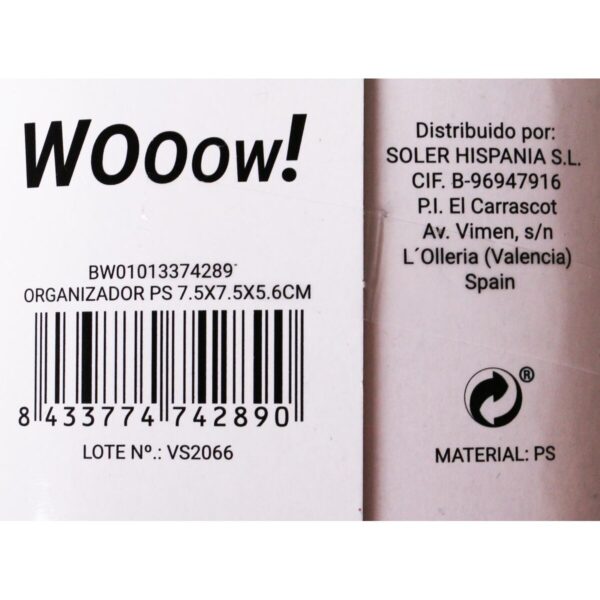 WOooW!
BW01013374289
ORGANIZADOR PS 7.5X7.5X5.6CM
8 433774 742890
LOTE Nº.: VS2066
Distribuido por:
SOLER HISPANIA S.L.
CIF. B-96947916
P.I. El Carrascot
Av. Vimen, s/n
L´Olleria (Valencia)
Spain
®
MATERIAL: PS